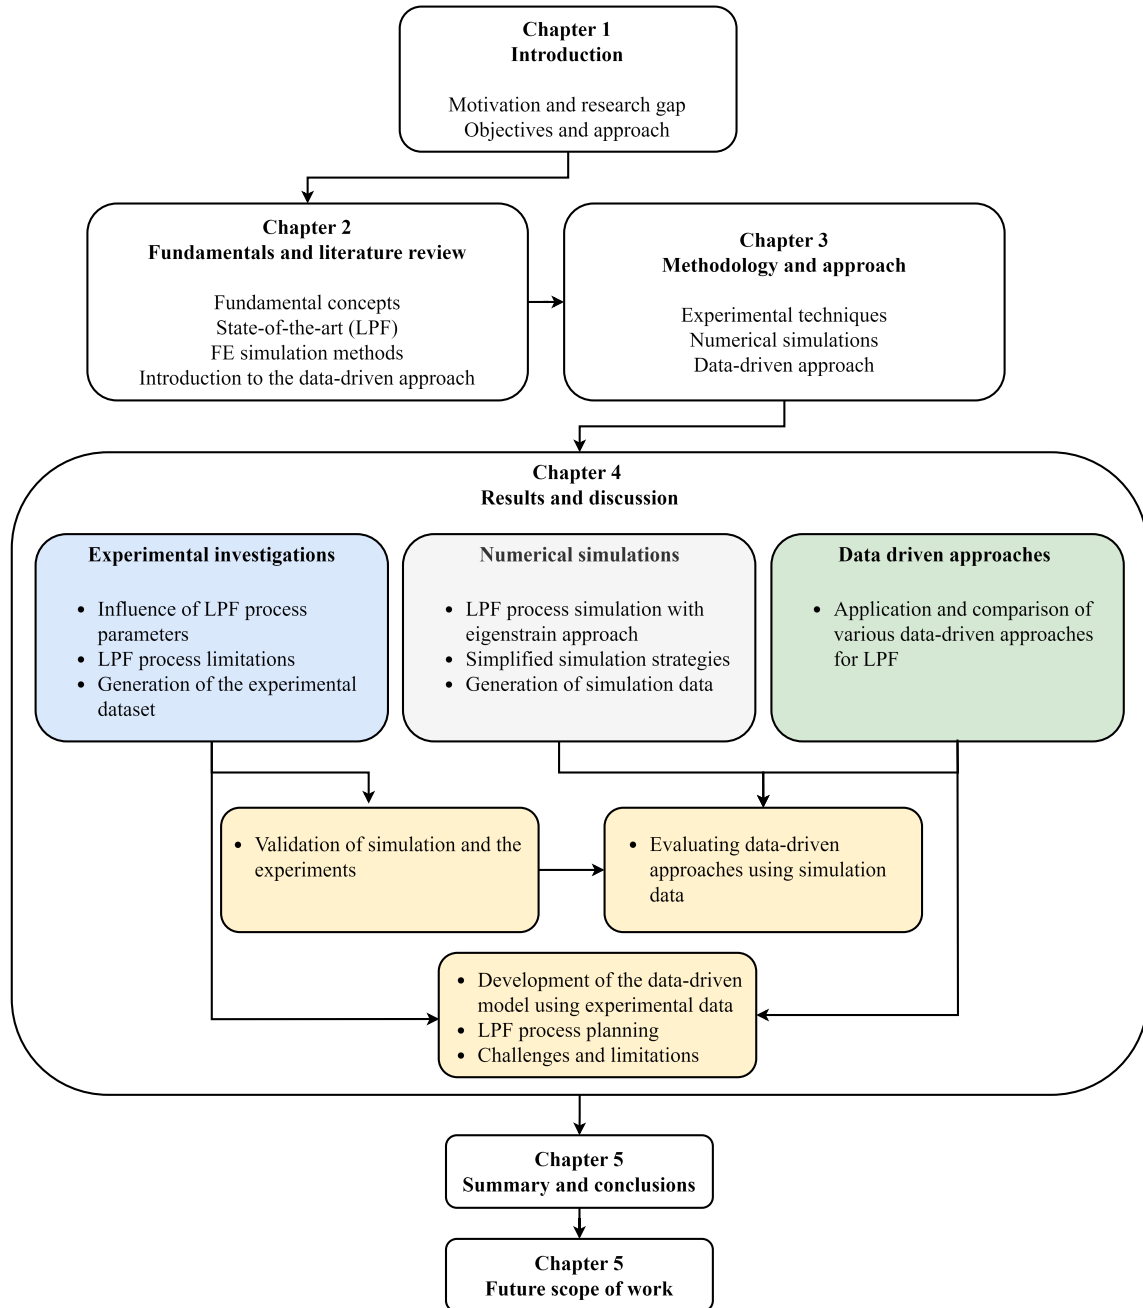 Chapter 1
Introduction
Motivation and research gap
Objectives and approach
Chapter 2
Fundamentals and literature review
Fundamental concepts
State-of-the-art (LPF)
FE simulation methods
Introduction to the data-driven approach
Chapter 3
Methodology and approach
Experimental techniques
Numerical simulations
Data-driven approach
Chapter 4
Results and discussion
Experimental investigations
• Influence of LPF process
parameters
• LPF process limitations
• Generation of the experimental
dataset
Numerical simulations
• LPF process simulation with
eigenstrain approach
• Simplified simulation strategies
• Generation of simulation data
Data driven approaches
• Application and comparison of
various data-driven approaches
for LPF
• Validation of simulation and the
experiments
• Evaluating data-driven
approaches using simulation
data
• Development of the data-driven
model using experimental data
• LPF process planning
• Challenges and limitations
Chapter 5
Summary and conclusions
Chapter 5
Future scope of work